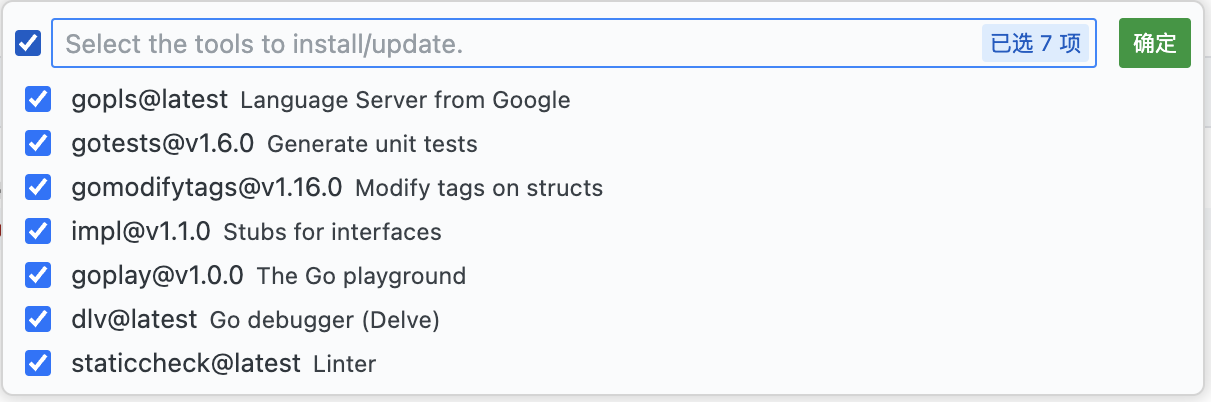 Select the tools to install/update. 已选 7 项 确定
gopls@latest Language Server from Google
gotests@v1.6.0 Generate unit tests
gomodifytags@v1.16.0 Modify tags on structs
impl@v1.1.0 Stubs for interfaces
goplay@v1.0.0 The Go playground
dlv@latest Go debugger (Delve)
staticcheck@latest Linter